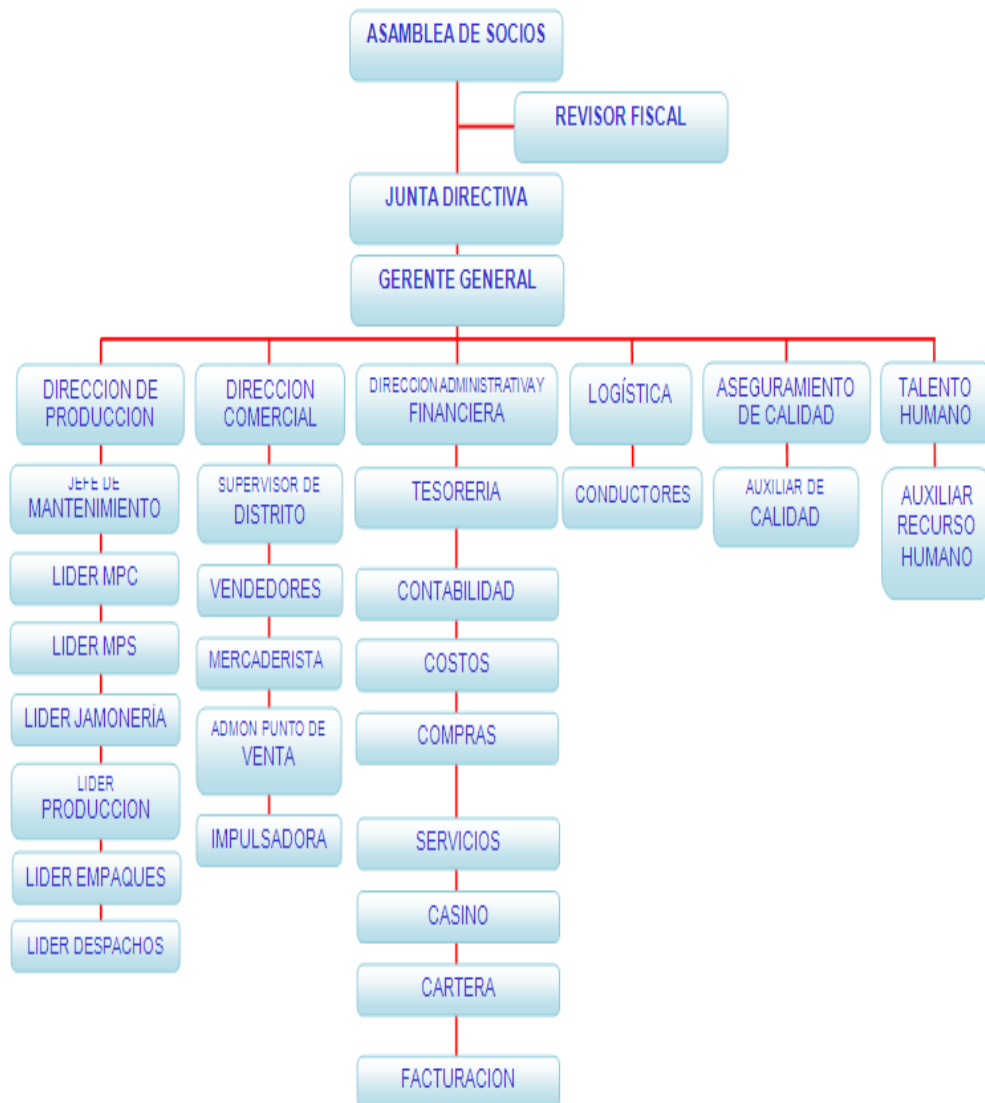 ASAMBLEA DE SOCIOS
REVISOR FISCAL
JUNTA DIRECTIVA
GERENTE GENERAL
DIRECCION DE
PRODUCCION
DIRECCION
COMERCIAL
DIRECCION ADMINISTRATIVA Y
FINANCIERA
LOGÍSTICA
ASEGURAMIENTO
DE CALIDAD
TALENTO
HUMANO
JEFE DE
MANTENIMIENTO
LIDER MPC
LIDER MPS
LIDER JAMONERÍA
LIDER
PRODUCCION
LIDER EMPAQUES
LIDER DESPACHOS
SUPERVISOR DE
DISTRITO
VENDEDORES
MERCADERISTA
ADMON PUNTO DE
VENTA
IMPULSADORA
TESORERIA
CONTABILIDAD
COSTOS
COMPRAS
SERVICIOS
CASINO
CARTERA
FACTURACION
CONDUCTORES
AUXILIAR DE
CALIDAD
AUXILIAR
RECURSO
HUMANO